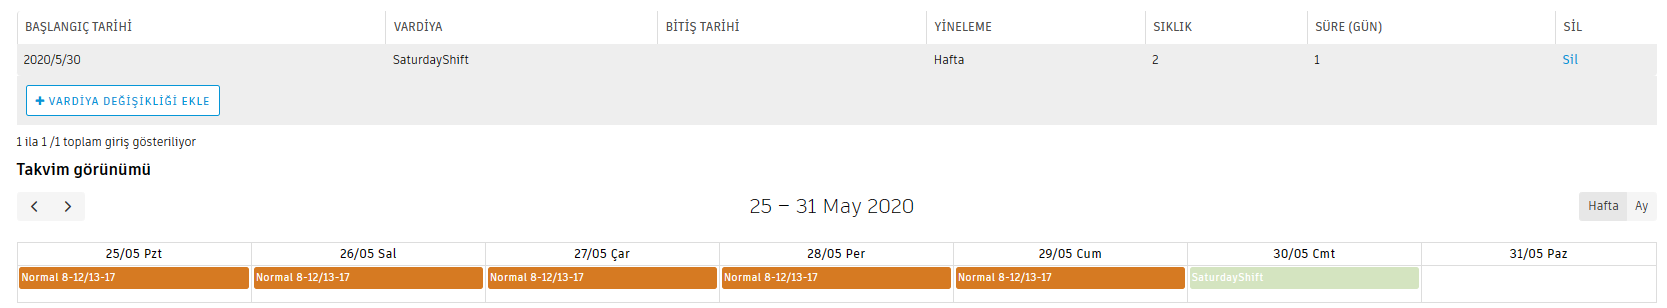 BAŞLANGIÇ TARİHİ VARDİYA BİTİŞ TARİHİ YİNELEME SIKLIK SÜRE (GÜN) SİL
2020/5/30 SaturdayShift Hafta 2 1 Sil
+ VARDİYA DEĞİŞİKLİĞİ EKLE
1 ila 1 /1 toplam giriş gösteriliyor
Takvim görünümü
25 – 31 May 2020 Hafta Ay
25/05 Pzt 26/05 Sal 27/05 Çar 28/05 Per 29/05 Cum 30/05 Cmt 31/05 Paz
Normal 8-12/13-17 Normal 8-12/13-17 Normal 8-12/13-17 Normal 8-12/13-17 Normal 8-12/13-17 SaturdayShift